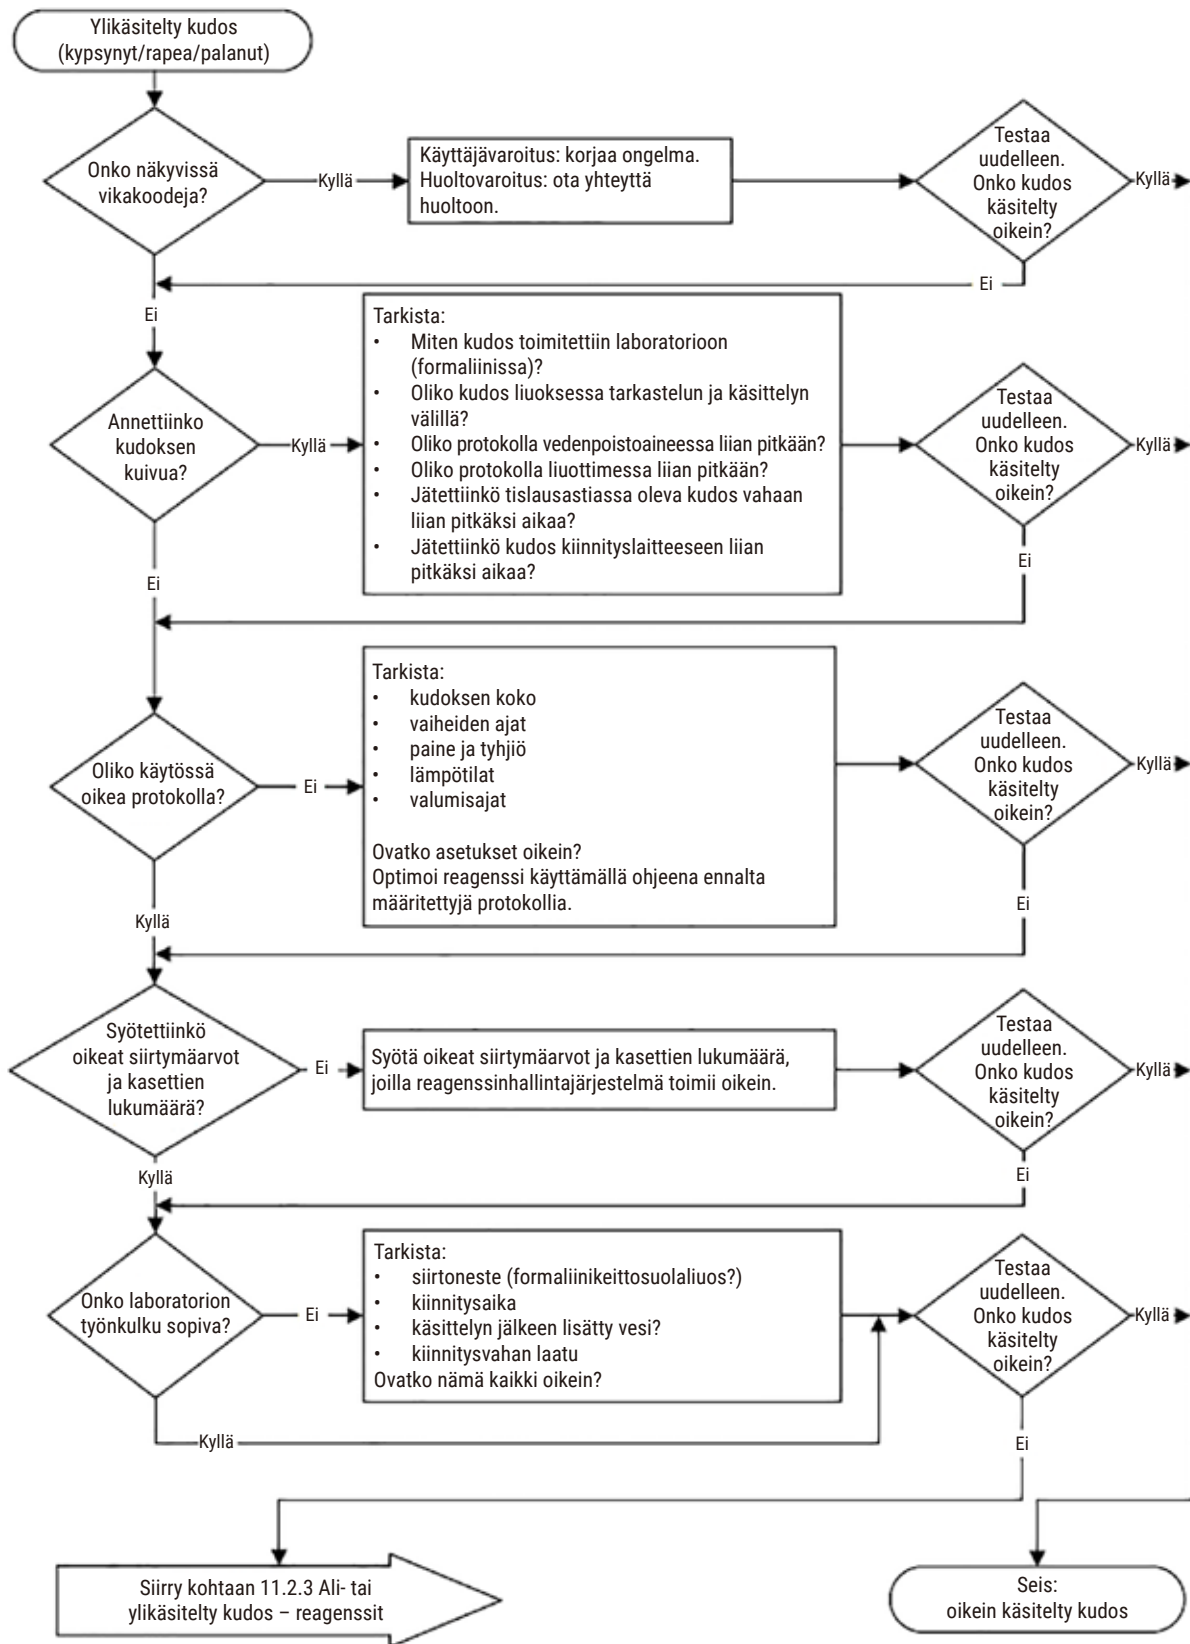 Ylikäsitelty kudos
(kypsynyt/rapea/palanut)
Onko näkyvissä
vikakoodeja?
Kyllä
Käyttäjävaroitus: korjaa ongelma.
Huoltovaroitus: ota yhteyttä
huoltoon.
Testaa
uudelleen.
Onko kudos
käsitelty
oikein?
Kyllä
Ei
Ei
Annettiinko
kudoksen
kuivua?
Kyllä
Tarkista:
• Miten kudos toimitettiin laboratorioon
(formaliinissa)?
• Oliko kudos liuoksessa tarkastelun ja käsittelyn
välillä?
• Oliko protokolla vedenpoistoaineessa liian pitkään?
• Oliko protokolla liuottimessa liian pitkään?
• Jätettiinkö tislausastiassa oleva kudos vahaan
liian pitkäksi aikaa?
• Jätettiinkö kudos kiinnityslaitteeseen liian
pitkäksi aikaa?
Testaa
uudelleen.
Onko kudos
käsitelty
oikein?
Kyllä
Ei
Ei
Oliko käytössä
oikea protokolla?
Ei
Tarkista:
• kudoksen koko
• vaiheiden ajat
• paine ja tyhjiö
• lämpötilat
• valumisajat
Ovatko asetukset oikein?
Optimoi reagenssi käyttämällä ohjeena ennalta
määritettyjä protokollia.
Testaa
uudelleen.
Onko kudos
käsitelty
oikein?
Kyllä
Ei
Kyllä
Syötettiinkö
oikeat siirtymäarvot
ja kasettien
lukumäärä?
Ei
Syötä oikeat siirtymäarvot ja kasettien lukumäärä,
joilla reagenssinhallintajärjestelmä toimii oikein.
Testaa
uudelleen.
Onko kudos
käsitelty
oikein?
Kyllä
Ei
Kyllä
Onko laboratorion
työnkulku sopiva?
Ei
Tarkista:
• siirtoneste (formaliinikeittosuolaliuos?)
• kiinnitysaika
• käsittelyn jälkeen lisätty vesi?
• kiinnitysvahan laatu
Ovatko nämä kaikki oikein?
Testaa
uudelleen.
Onko kudos
käsitelty
oikein?
Kyllä
Kyllä
Ei
Siirry kohtaan 11.2.3 Ali- tai
ylikäsitelty kudos – reagenssit
Seis:
oikein käsitelty kudos